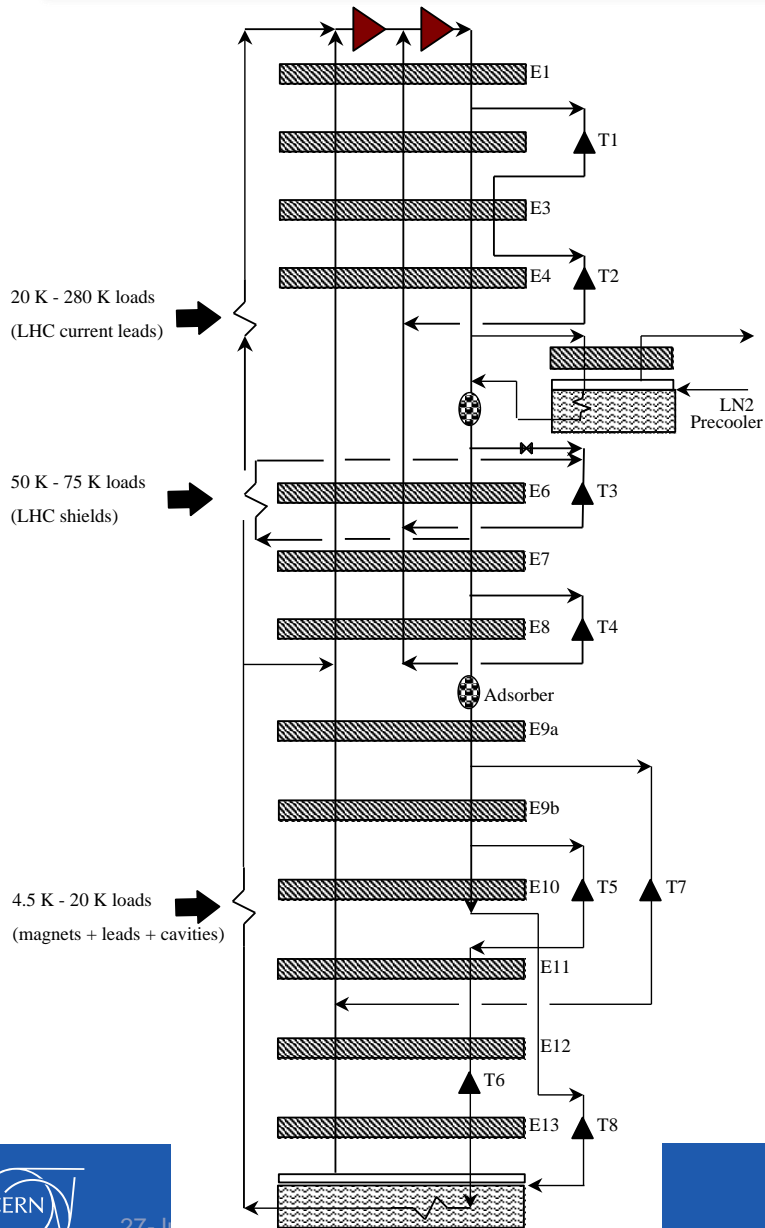 E1
T1
E3
E4
T2
20 K - 280 K loads
(LHC current leads)
LN2
Precooler
50 K - 75 K loads
(LHC shields)
E6
T3
E7
E8
T4
Adsorber
E9a
E9b
4.5 K - 20 K loads
(magnets + leads + cavities)
E10
T5
T7
E11
E12
T6
E13
T8
CERN